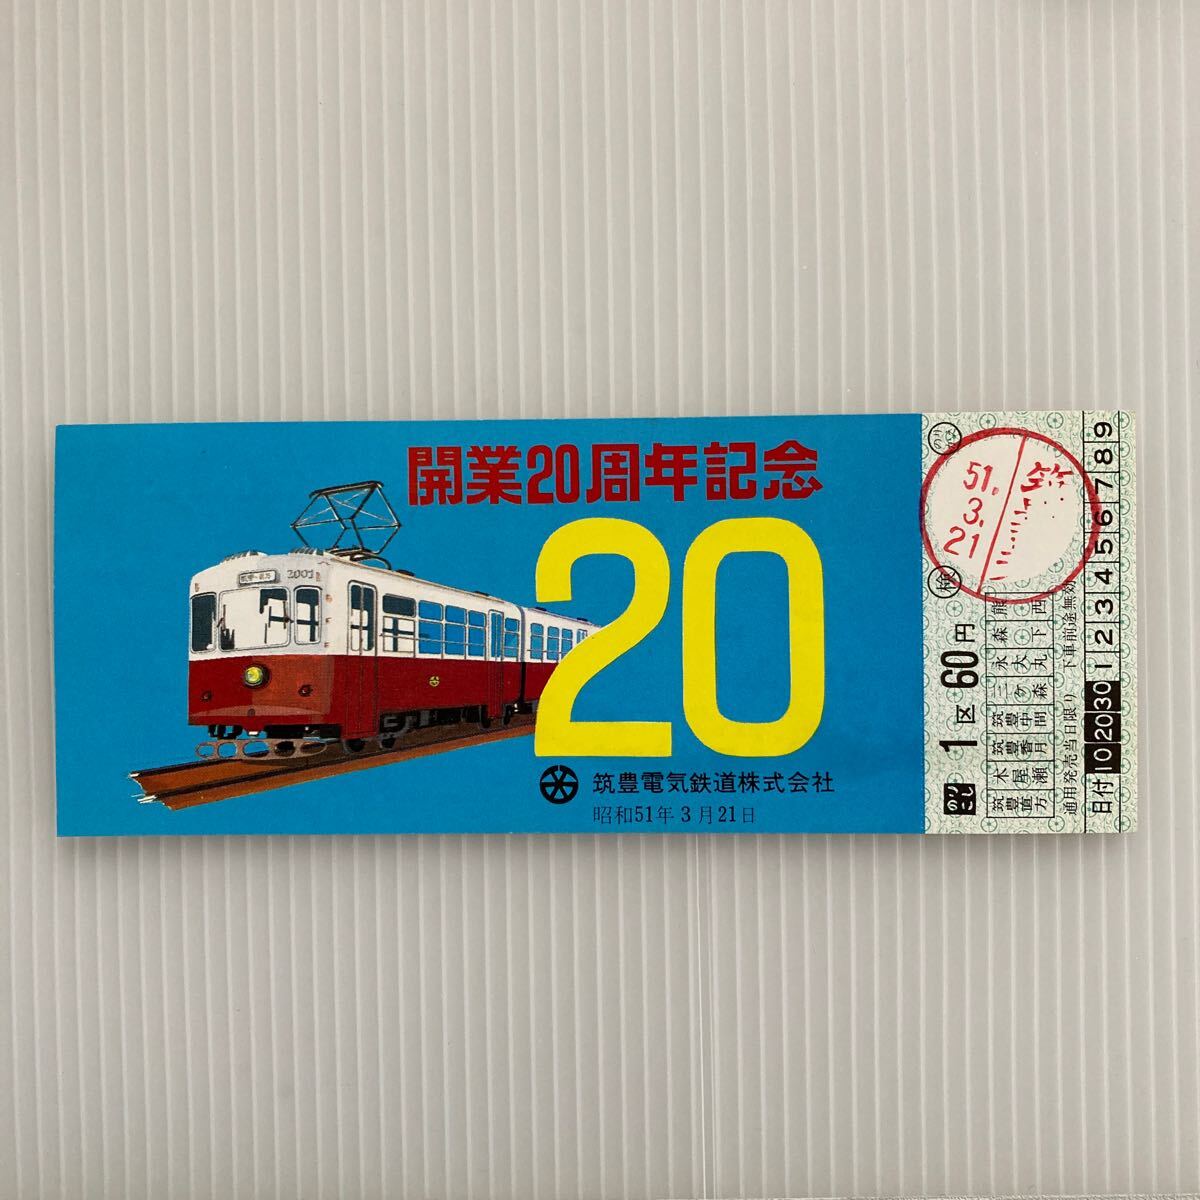 開業20周年記念
20
2001
筑豊電気鉄道株式会社
昭和51年3月21日
51.
3.
21
検
1区60円
熊西
森下
永犬丸
三ケ森
筑豊中間
筑豊香月
木屋瀬
筑豊直方
通用発売当日限り 下車前途無効
日付 10 20 30 1 2 3 4 5 6 7 8 9